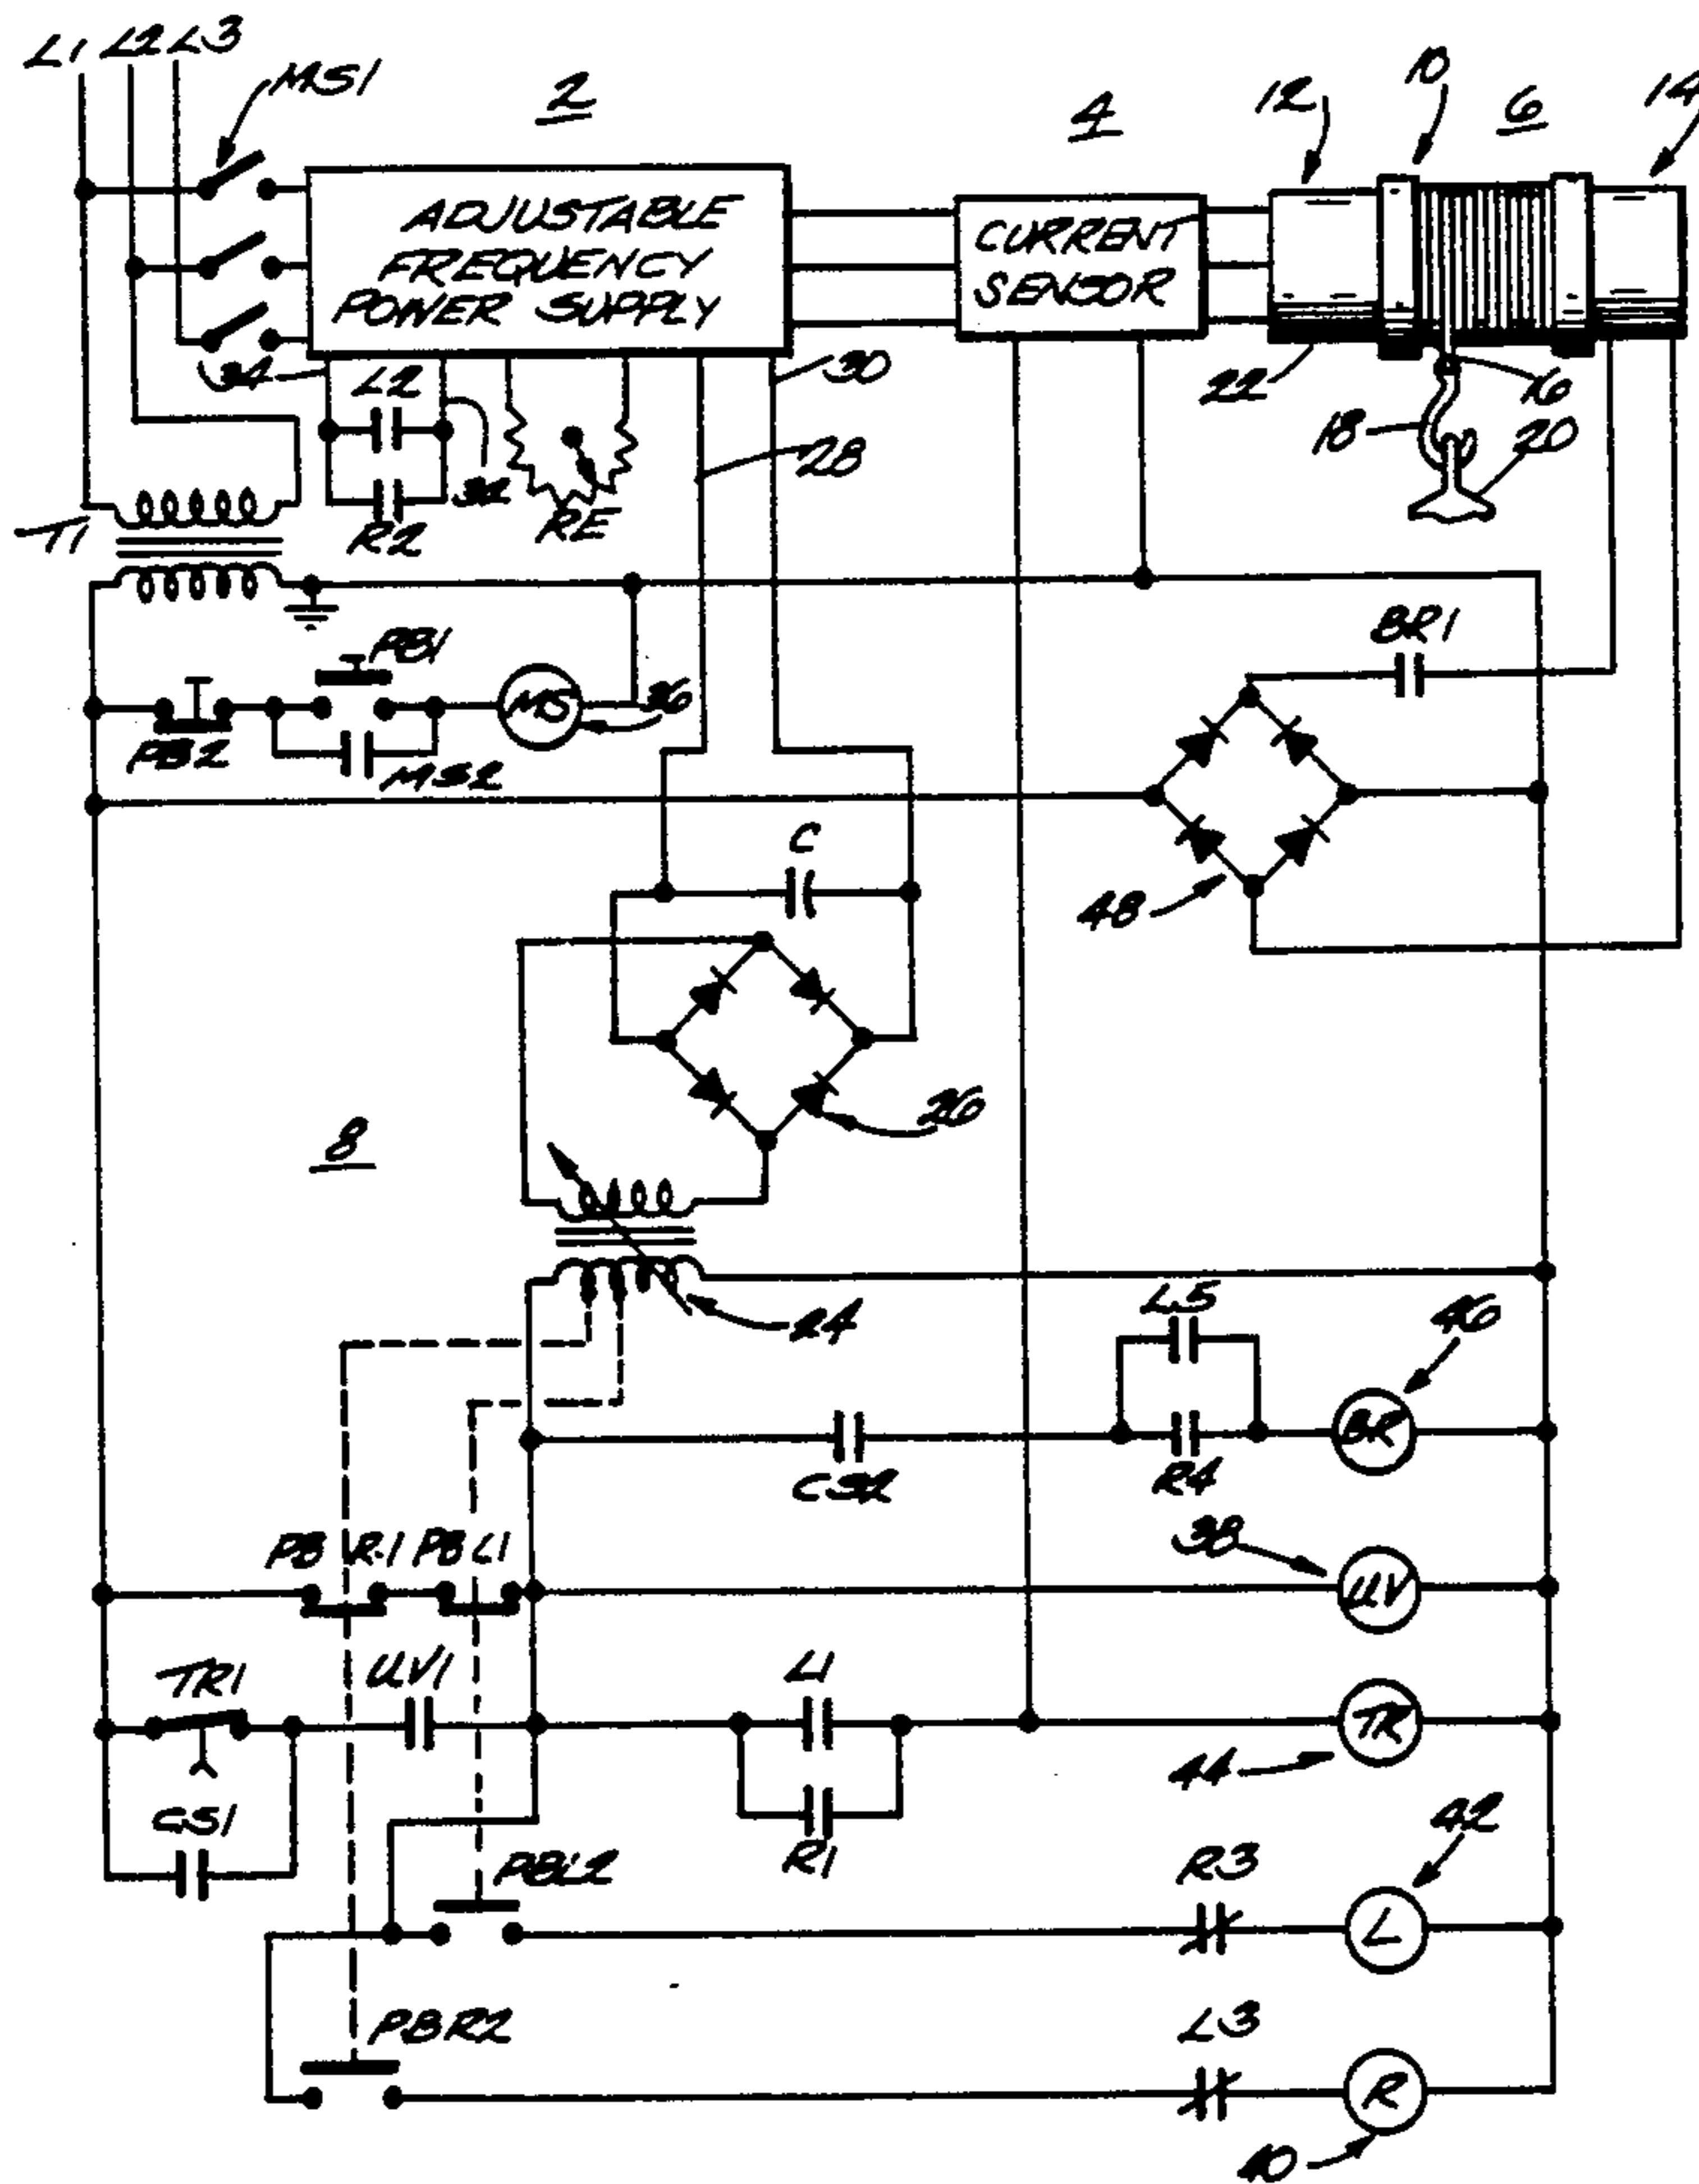 L1 L2 L3
MS1
2
4
12
10
6
14
ADJUSTABLE
FREQUENCY
POWER SUPPLY
CURRENT
SENSOR
34
L2
32
R2
RE
30
28
22
16
18
20
T1
PB1
PB2
MS2
MS
36
BR1
C
48
26
8
24
L5
46
BR
CS2
R4
PB R1 PB L1
38
UV
TR1
UV1
L1
TR
44
CS1
R1
42
PBL2
R3
L
PBR2
L3
R
40